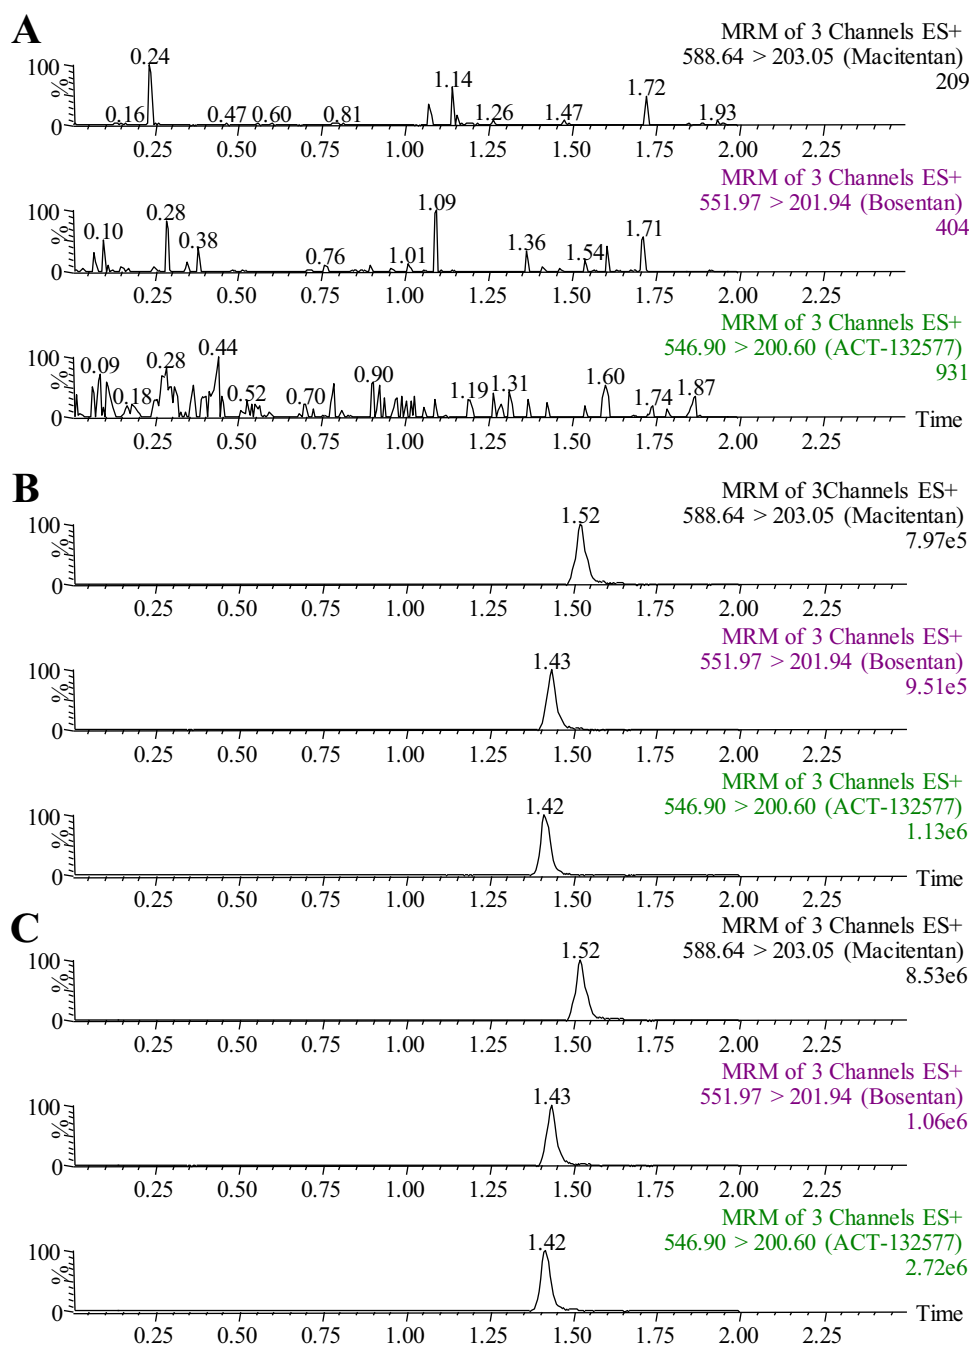 A
MRM of 3 Channels ES+
588.64 > 203.05 (Macitentan)
209
100
%
0
0.16 0.24 0.47 0.60 0.81 1.14 1.26 1.47 1.72 1.93
0.25 0.50 0.75 1.00 1.25 1.50 1.75 2.00 2.25
MRM of 3 Channels ES+
551.97 > 201.94 (Bosentan)
404
100
%
0
0.10 0.28 0.38 0.76 1.01 1.09 1.36 1.54 1.71
0.25 0.50 0.75 1.00 1.25 1.50 1.75 2.00 2.25
MRM of 3 Channels ES+
546.90 > 200.60 (ACT-132577)
931
100
%
0
0.09 0.18 0.28 0.44 0.52 0.70 0.90 1.19 1.31 1.60 1.74 1.87
Time
0.25 0.50 0.75 1.00 1.25 1.50 1.75 2.00 2.25
B
MRM of 3Channels ES+
588.64 > 203.05 (Macitentan)
7.97e5
100
%
0
1.52
0.25 0.50 0.75 1.00 1.25 1.50 1.75 2.00 2.25
MRM of 3 Channels ES+
551.97 > 201.94 (Bosentan)
9.51e5
100
%
0
1.43
0.25 0.50 0.75 1.00 1.25 1.50 1.75 2.00 2.25
MRM of 3 Channels ES+
546.90 > 200.60 (ACT-132577)
1.13e6
100
%
0
1.42
Time
0.25 0.50 0.75 1.00 1.25 1.50 1.75 2.00 2.25
C
MRM of 3 Channels ES+
588.64 > 203.05 (Macitentan)
8.53e6
100
%
0
1.52
0.25 0.50 0.75 1.00 1.25 1.50 1.75 2.00 2.25
MRM of 3 Channels ES+
551.97 > 201.94 (Bosentan)
1.06e6
100
%
0
1.43
0.25 0.50 0.75 1.00 1.25 1.50 1.75 2.00 2.25
MRM of 3 Channels ES+
546.90 > 200.60 (ACT-132577)
2.72e6
100
%
0
1.42
Time
0.25 0.50 0.75 1.00 1.25 1.50 1.75 2.00 2.25